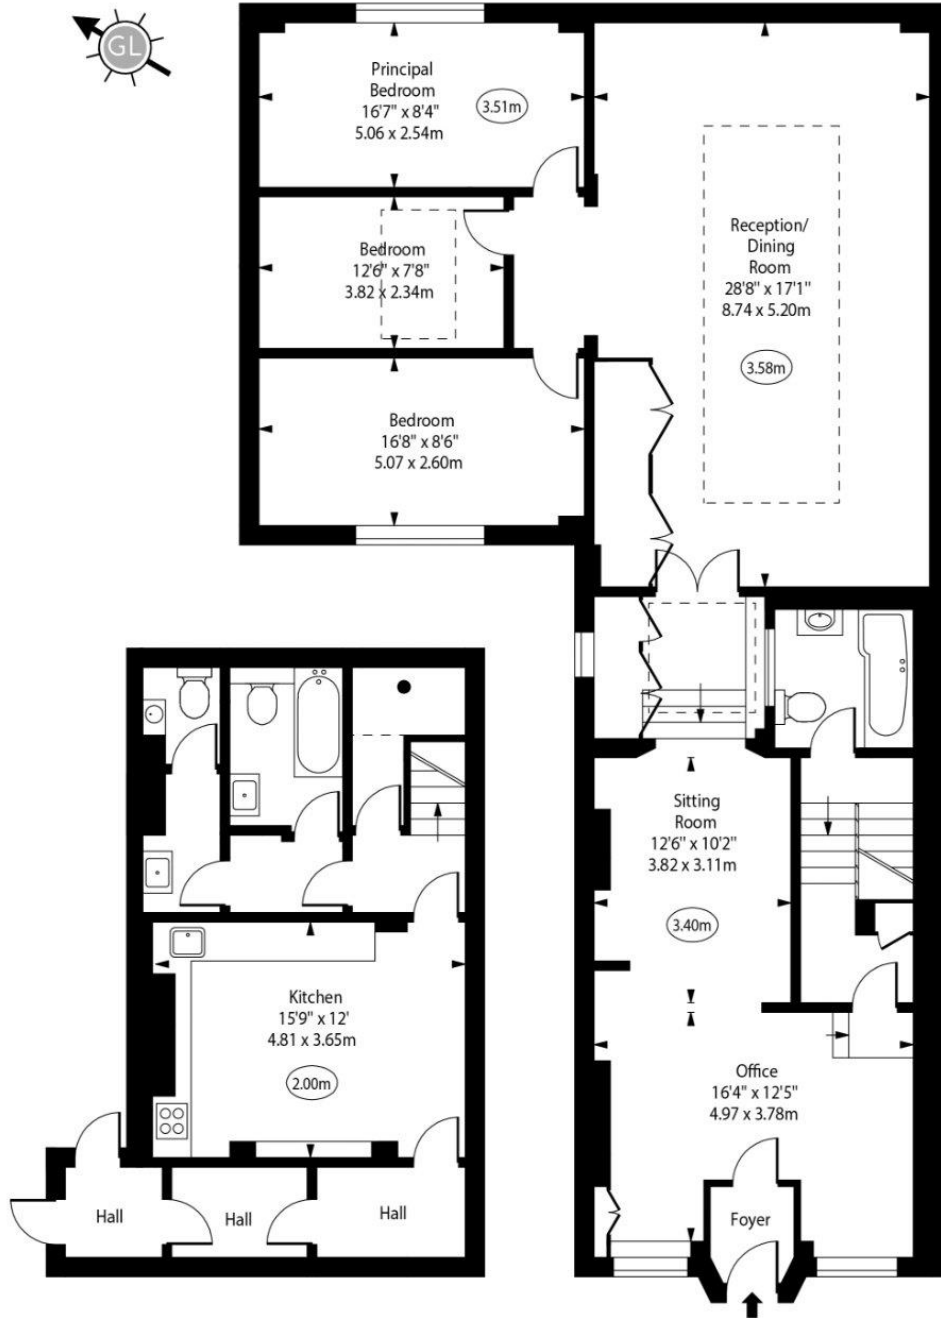 GL
Principal
Bedroom
16'7" x 8'4"
5.06 x 2.54m
3.51m
Bedroom
12'6" x 7'8"
3.82 x 2.34m
Bedroom
16'8" x 8'6"
5.07 x 2.60m
Reception/
Dining
Room
28'8" x 17'1"
8.74 x 5.20m
3.58m
Sitting
Room
12'6" x 10'2"
3.82 x 3.11m
3.40m
Office
16'4" x 12'5"
4.97 x 3.78m
Foyer
Kitchen
15'9" x 12'
4.81 x 3.65m
2.00m
Hall
Hall
Hall